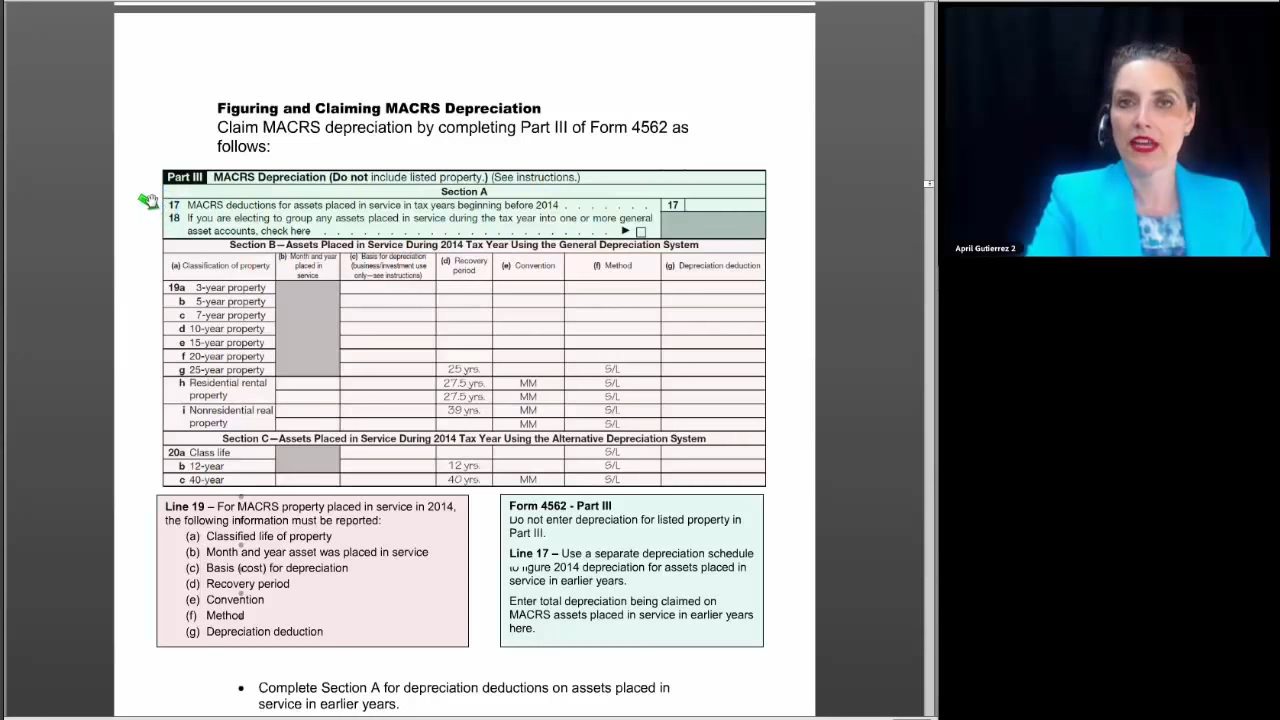 Figuring and Claiming MACRS Depreciation
Claim MACRS depreciation by completing Part III of Form 4562 as
follows:
Part III MACRS Depreciation (Do not include listed property.) (See instructions.)
Section A
17 MACRS deductions for assets placed in service in tax years beginning before 2014 . . . . . . . 17
18 If you are electing to group any assets placed in service during the tax year into one or more general
asset accounts, check here . . . . . . . . . . . . . . . . . . . . ▶ ☐
Section B—Assets Placed in Service During 2014 Tax Year Using the General Depreciation System
(a) Classification of property
(b) Month and year
placed in
service
(c) Basis for depreciation
(business/investment use
only—see instructions)
(d) Recovery
period
(e) Convention
(f) Method
(g) Depreciation deduction
19a 3-year property
b 5-year property
c 7-year property
d 10-year property
e 15-year property
f 20-year property
g 25-year property 25 yrs. S/L
h Residential rental 27.5 yrs. MM S/L
property 27.5 yrs. MM S/L
i Nonresidential real 39 yrs. MM S/L
property MM S/L
Section C—Assets Placed in Service During 2014 Tax Year Using the Alternative Depreciation System
20a Class life S/L
b 12-year 12 yrs. S/L
c 40-year 40 yrs. MM S/L
Line 19 – For MACRS property placed in service in 2014,
the following information must be reported:
(a) Classified life of property
(b) Month and year asset was placed in service
(c) Basis (cost) for depreciation
(d) Recovery period
(e) Convention
(f) Method
(g) Depreciation deduction
Form 4562 - Part III
Do not enter depreciation for listed property in
Part III.
Line 17 – Use a separate depreciation schedule
to figure 2014 depreciation for assets placed in
service in earlier years.
Enter total depreciation being claimed on
MACRS assets placed in service in earlier years
here.
• Complete Section A for depreciation deductions on assets placed in
service in earlier years.
April Gutierrez 2